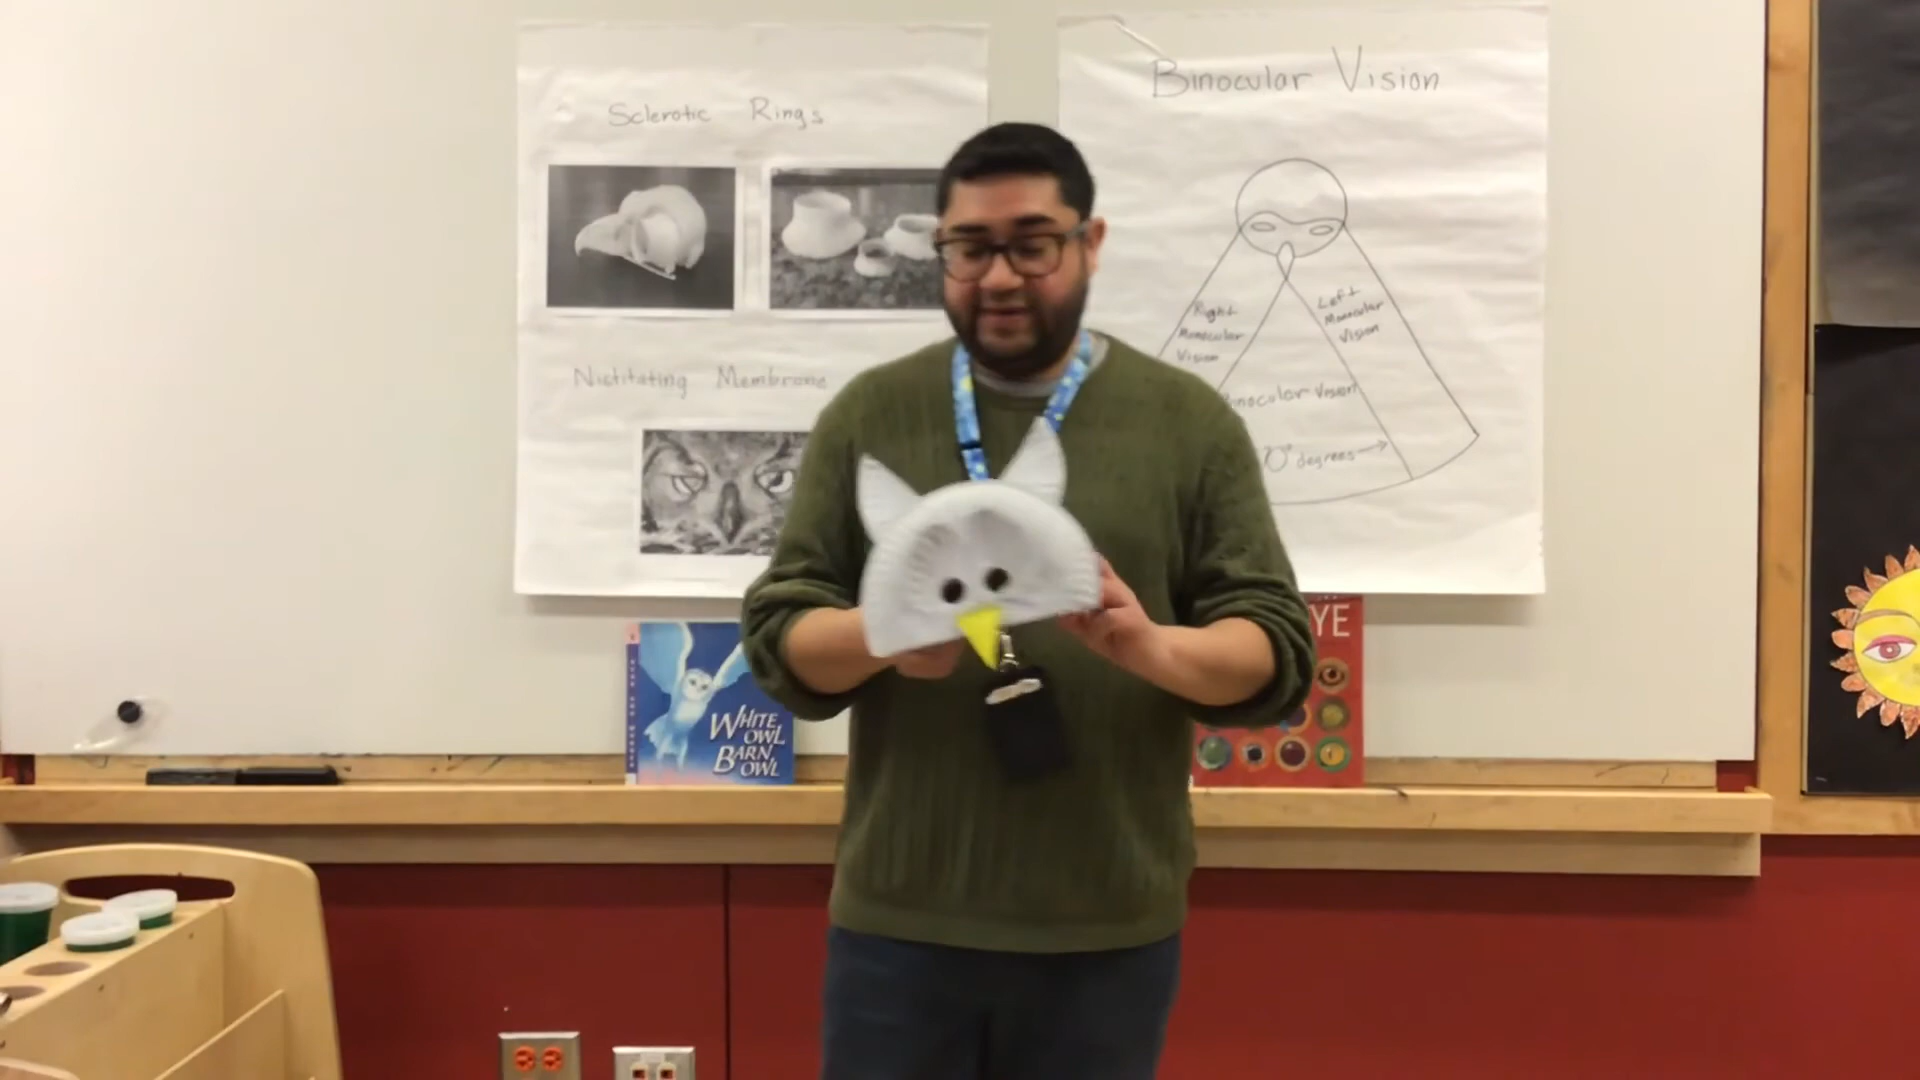 Sclerotic Rings
Nictitating Membrane
Binocular Vision
Right
Monocular
Vision
Left
Monocular
Vision
Binocular Vision
70° degrees
WHITE
OWL
BARN
OWL
YE